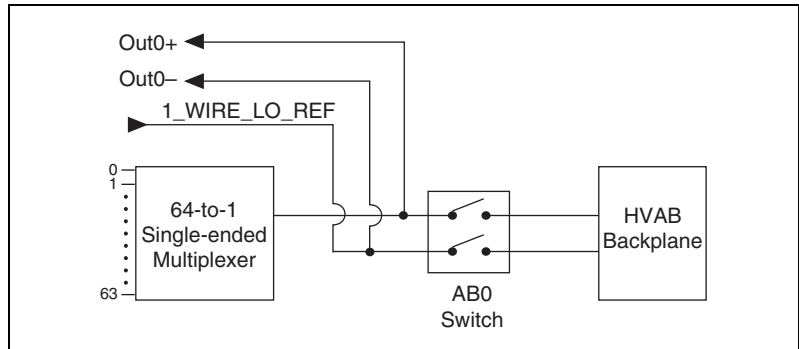 Out0+
Out0–
1_WIRE_LO_REF
0
1
63
64-to-1
Single-ended
Multiplexer
HVAB
Backplane
AB0
Switch